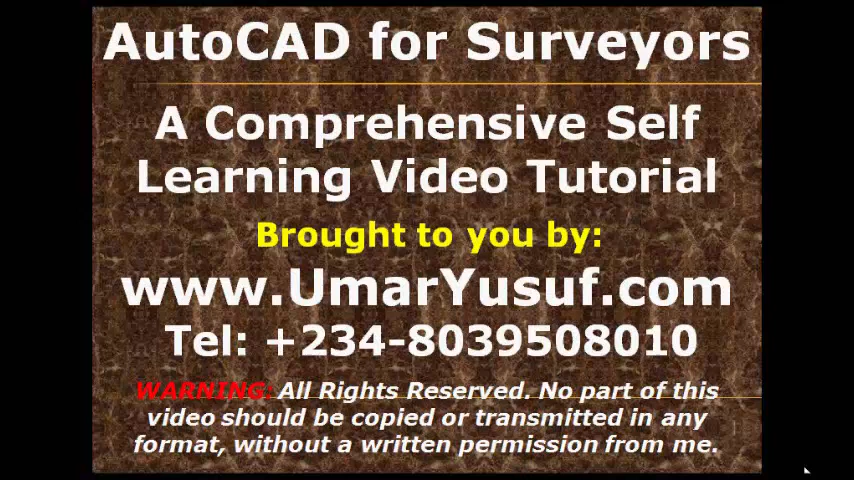 AutoCAD for Surveyors
A Comprehensive Self
Learning Video Tutorial
Brought to you by:
www.UmarYusuf.com
Tel: +234-8039508010
WARNING: All Rights Reserved. No part of this
video should be copied or transmitted in any
format, without a written permission from me.